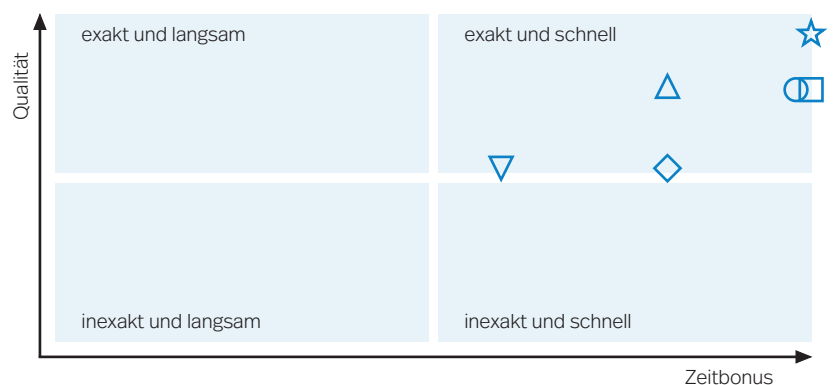 exakt und langsam
exakt und schnell
Qualität
inexakt und langsam
inexakt und schnell
Zeitbonus